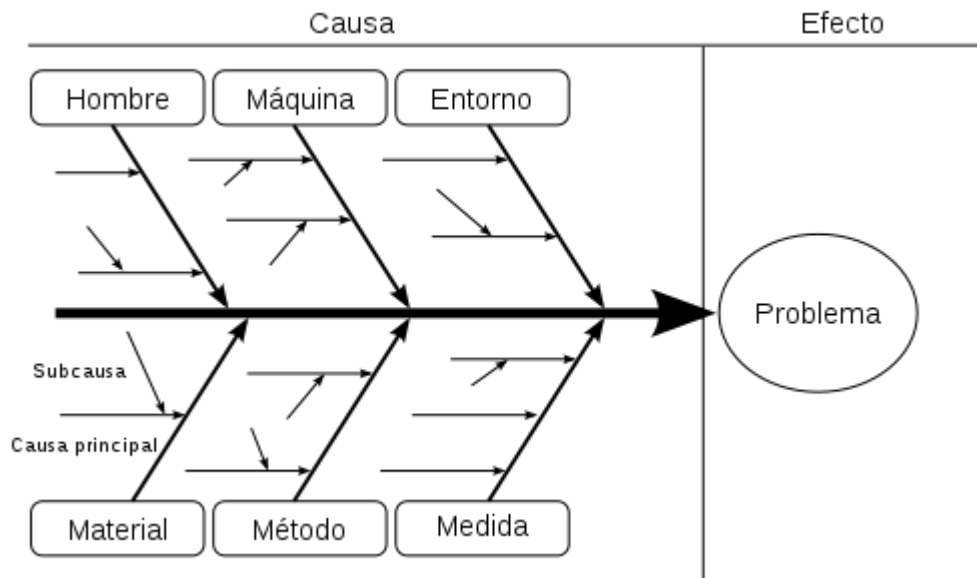 Causa
Efecto
Hombre
Máquina
Entorno
Problema
Subcausa
Causa principal
Material
Método
Medida